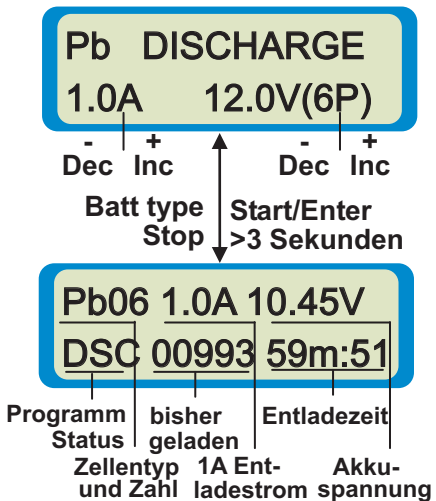 Pb DISCHARGE
1.0A 12.0V(6P)
- + - +
Dec Inc Dec Inc
Batt type Start/Enter
Stop >3 Sekunden
Pb06 1.0A 10.45V
DSC 00993 59m:51
Programm bisher Entladezeit
Status geladen
Zellentyp 1A Ent- Akku-
und Zahl ladestrom spannung